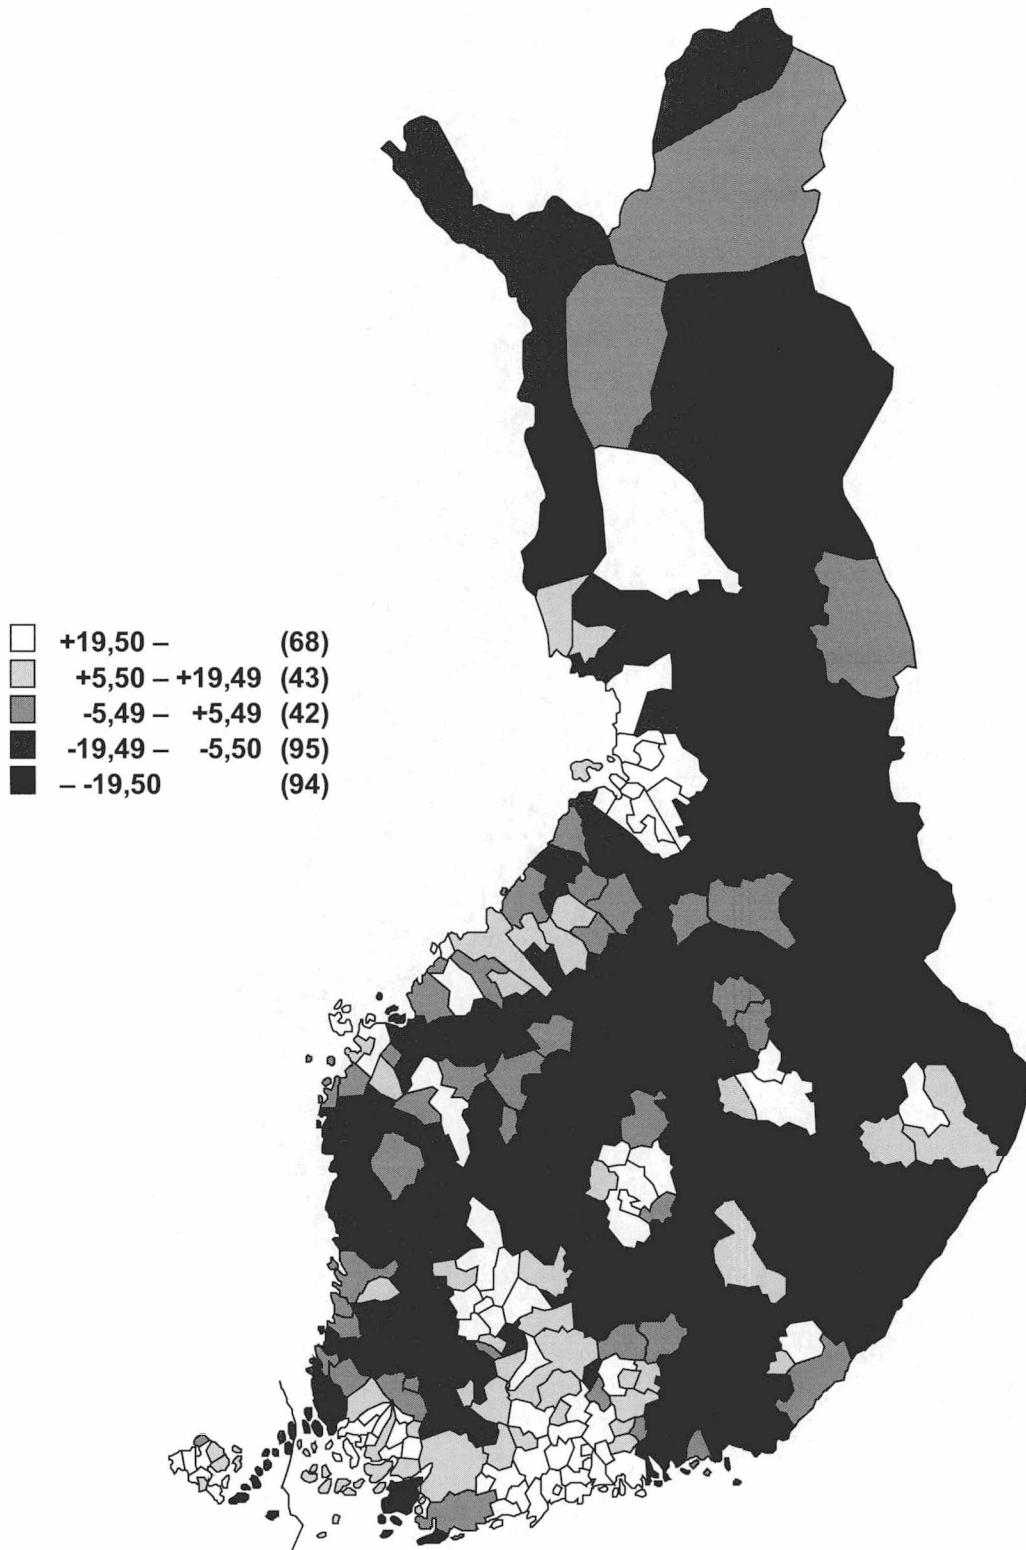 +19,50 – (68)
+5,50 – +19,49 (43)
-5,49 – +5,49 (42)
-19,49 – -5,50 (95)
– -19,50 (94)